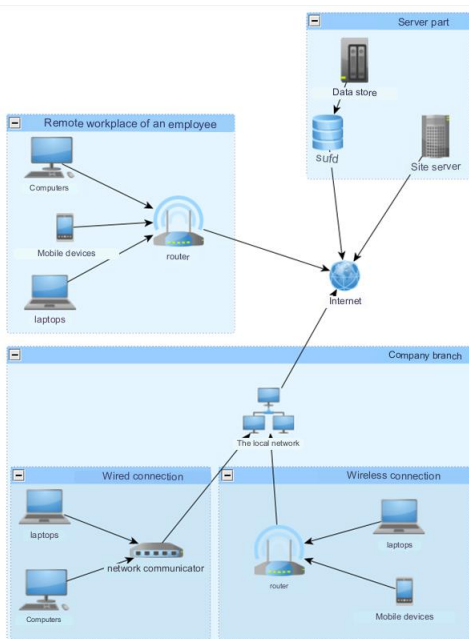 Server part
Data store
sufd
Site server
Remote workplace of an employee
Computers
Mobile devices
router
laptops
Internet
Company branch
The local network
Wired connection
laptops
network communicator
Computers
Wireless connection
laptops
router
Mobile devices